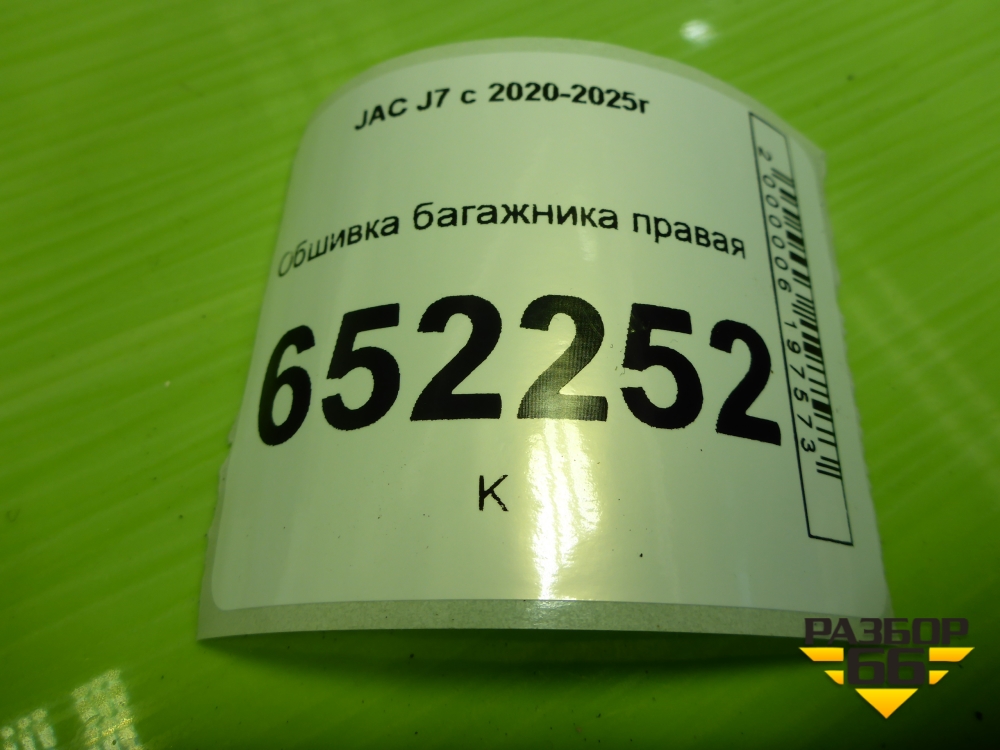 JAC J7 с 2020-2025г
Обшивка багажника правая
652252
К
2000006197573
РАЗБОР
66